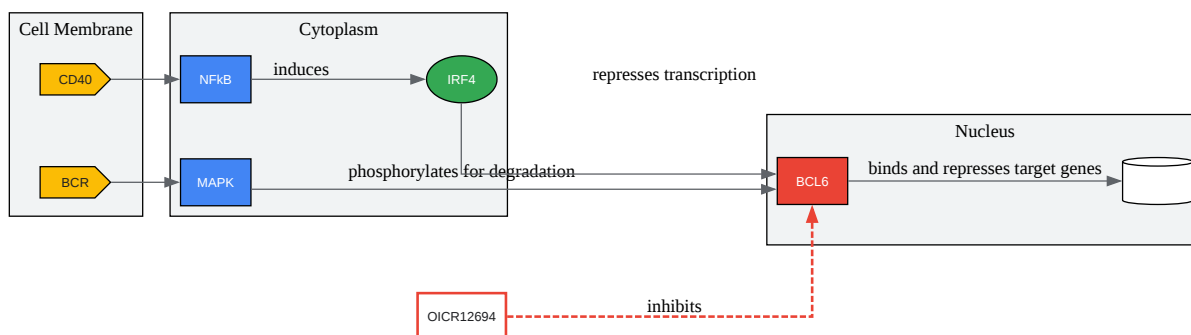 Cell Membrane
Cytoplasm
CD40
NFkB
induces
IRF4
represses transcription
Nucleus
BCR
MAPK
phosphorylates for degradation
BCL6
binds and represses target genes
OICR12694
inhibits